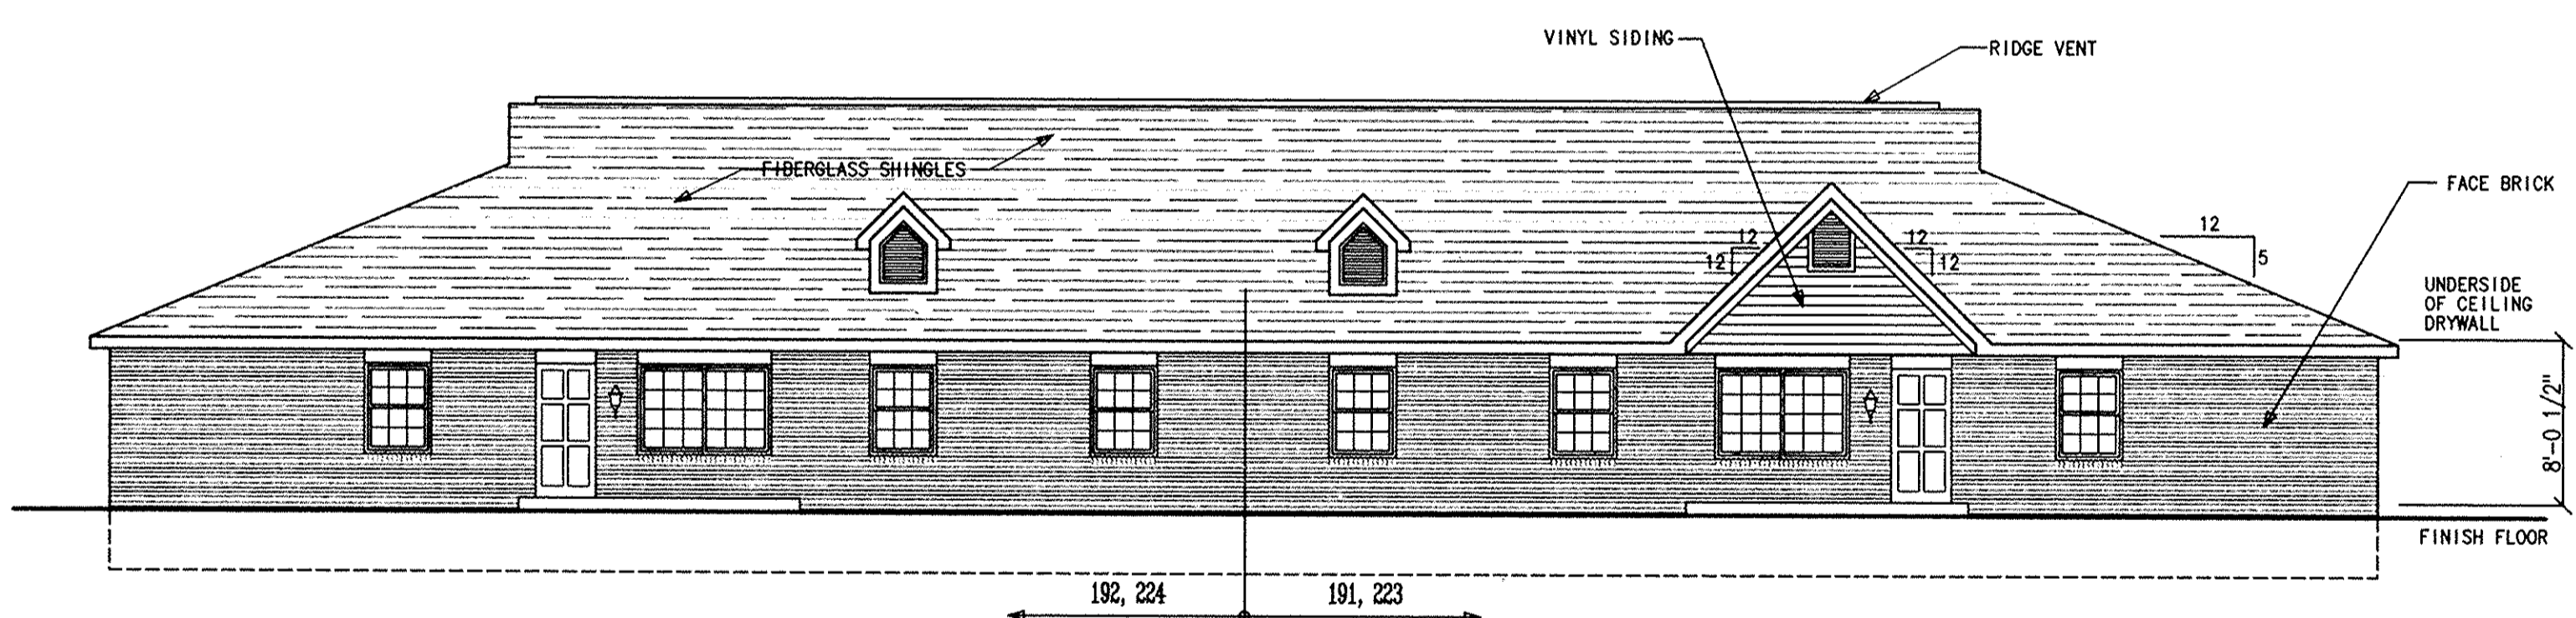 VINYL SIDING
RIDGE VENT
FIBERGLASS SHINGLES
FACE BRICK
12
5
12
12
12
12
UNDERSIDE
OF CEILING
DRYWALL
8'-0 1/2"
FINISH FLOOR
192, 224
191, 223